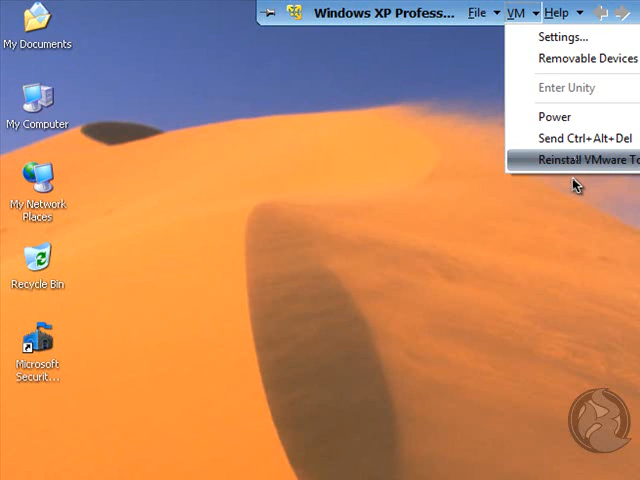 Windows XP Profess... File VM Help
Settings...
Removable Devices
Enter Unity
Power
Send Ctrl+Alt+Del
Reinstall VMware To
My Documents
My Computer
My Network
Places
Recycle Bin
Microsoft
Securit...